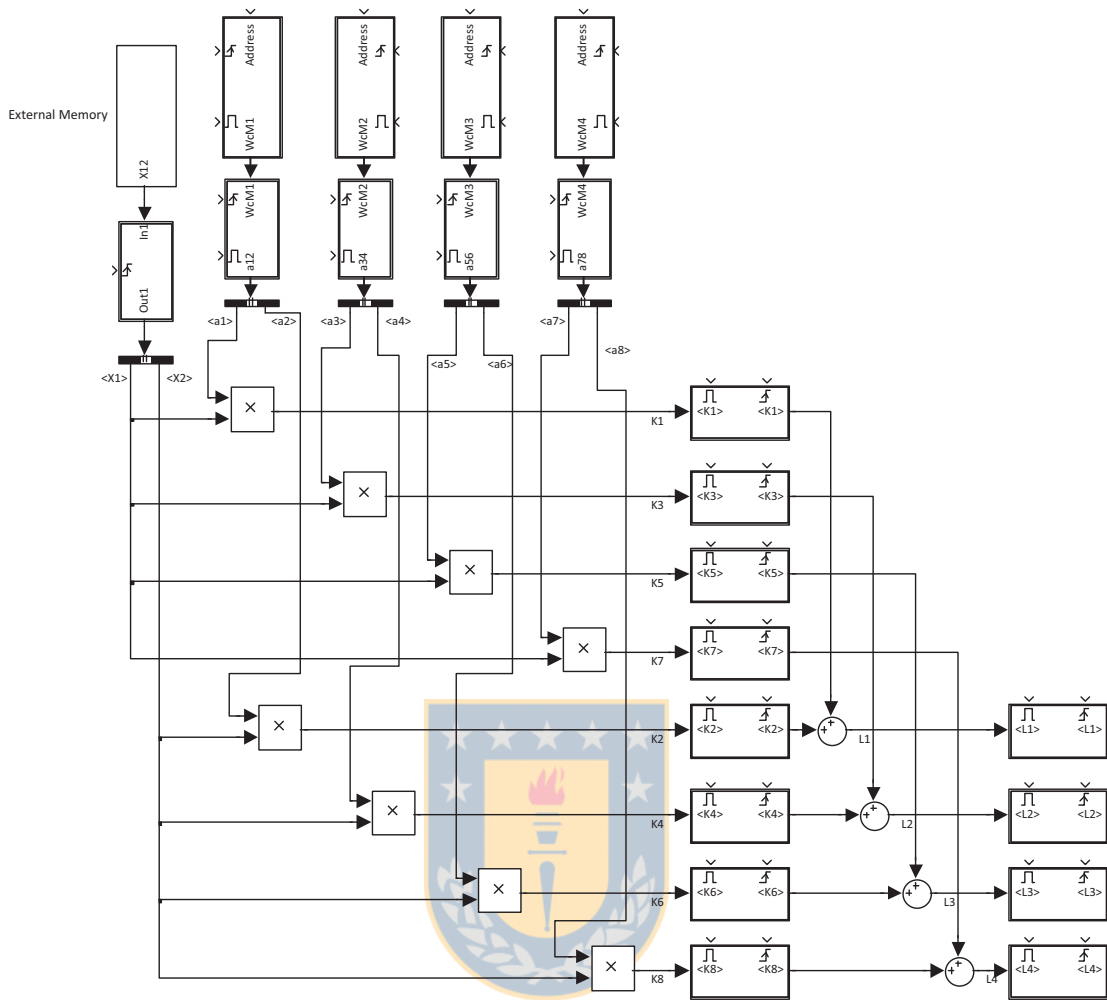 External Memory
X12
In1
Out1
Address
WcM1
Address
WcM2
Address
WcM3
Address
WcM4
WcM1
a12
WcM2
a34
WcM3
a56
WcM4
a78
<a1>
<a2>
<a3>
<a4>
<a5>
<a6>
<a7>
<a8>
<X1>
<X2>
×
K1
<K1>
<K1>
×
K3
<K3>
<K3>
×
K5
<K5>
<K5>
×
K7
<K7>
<K7>
×
K2
<K2>
<K2>
++
L1
<L1>
<L1>
×
K4
<K4>
<K4>
++
L2
<L2>
<L2>
×
K6
<K6>
<K6>
++
L3
<L3>
<L3>
×
K8
<K8>
<K8>
++
L4
<L4>
<L4>